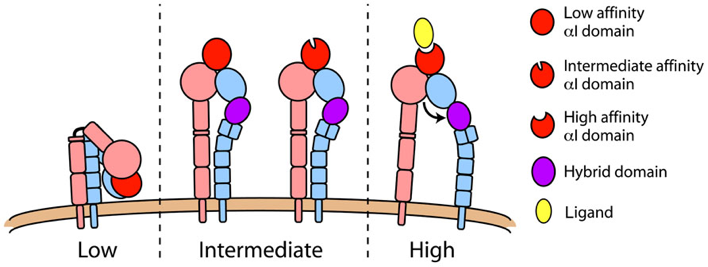 Low affinity
αI domain
Intermediate affinity
αI domain
High affinity
αI domain
Hybrid domain
Ligand
Low
Intermediate
High